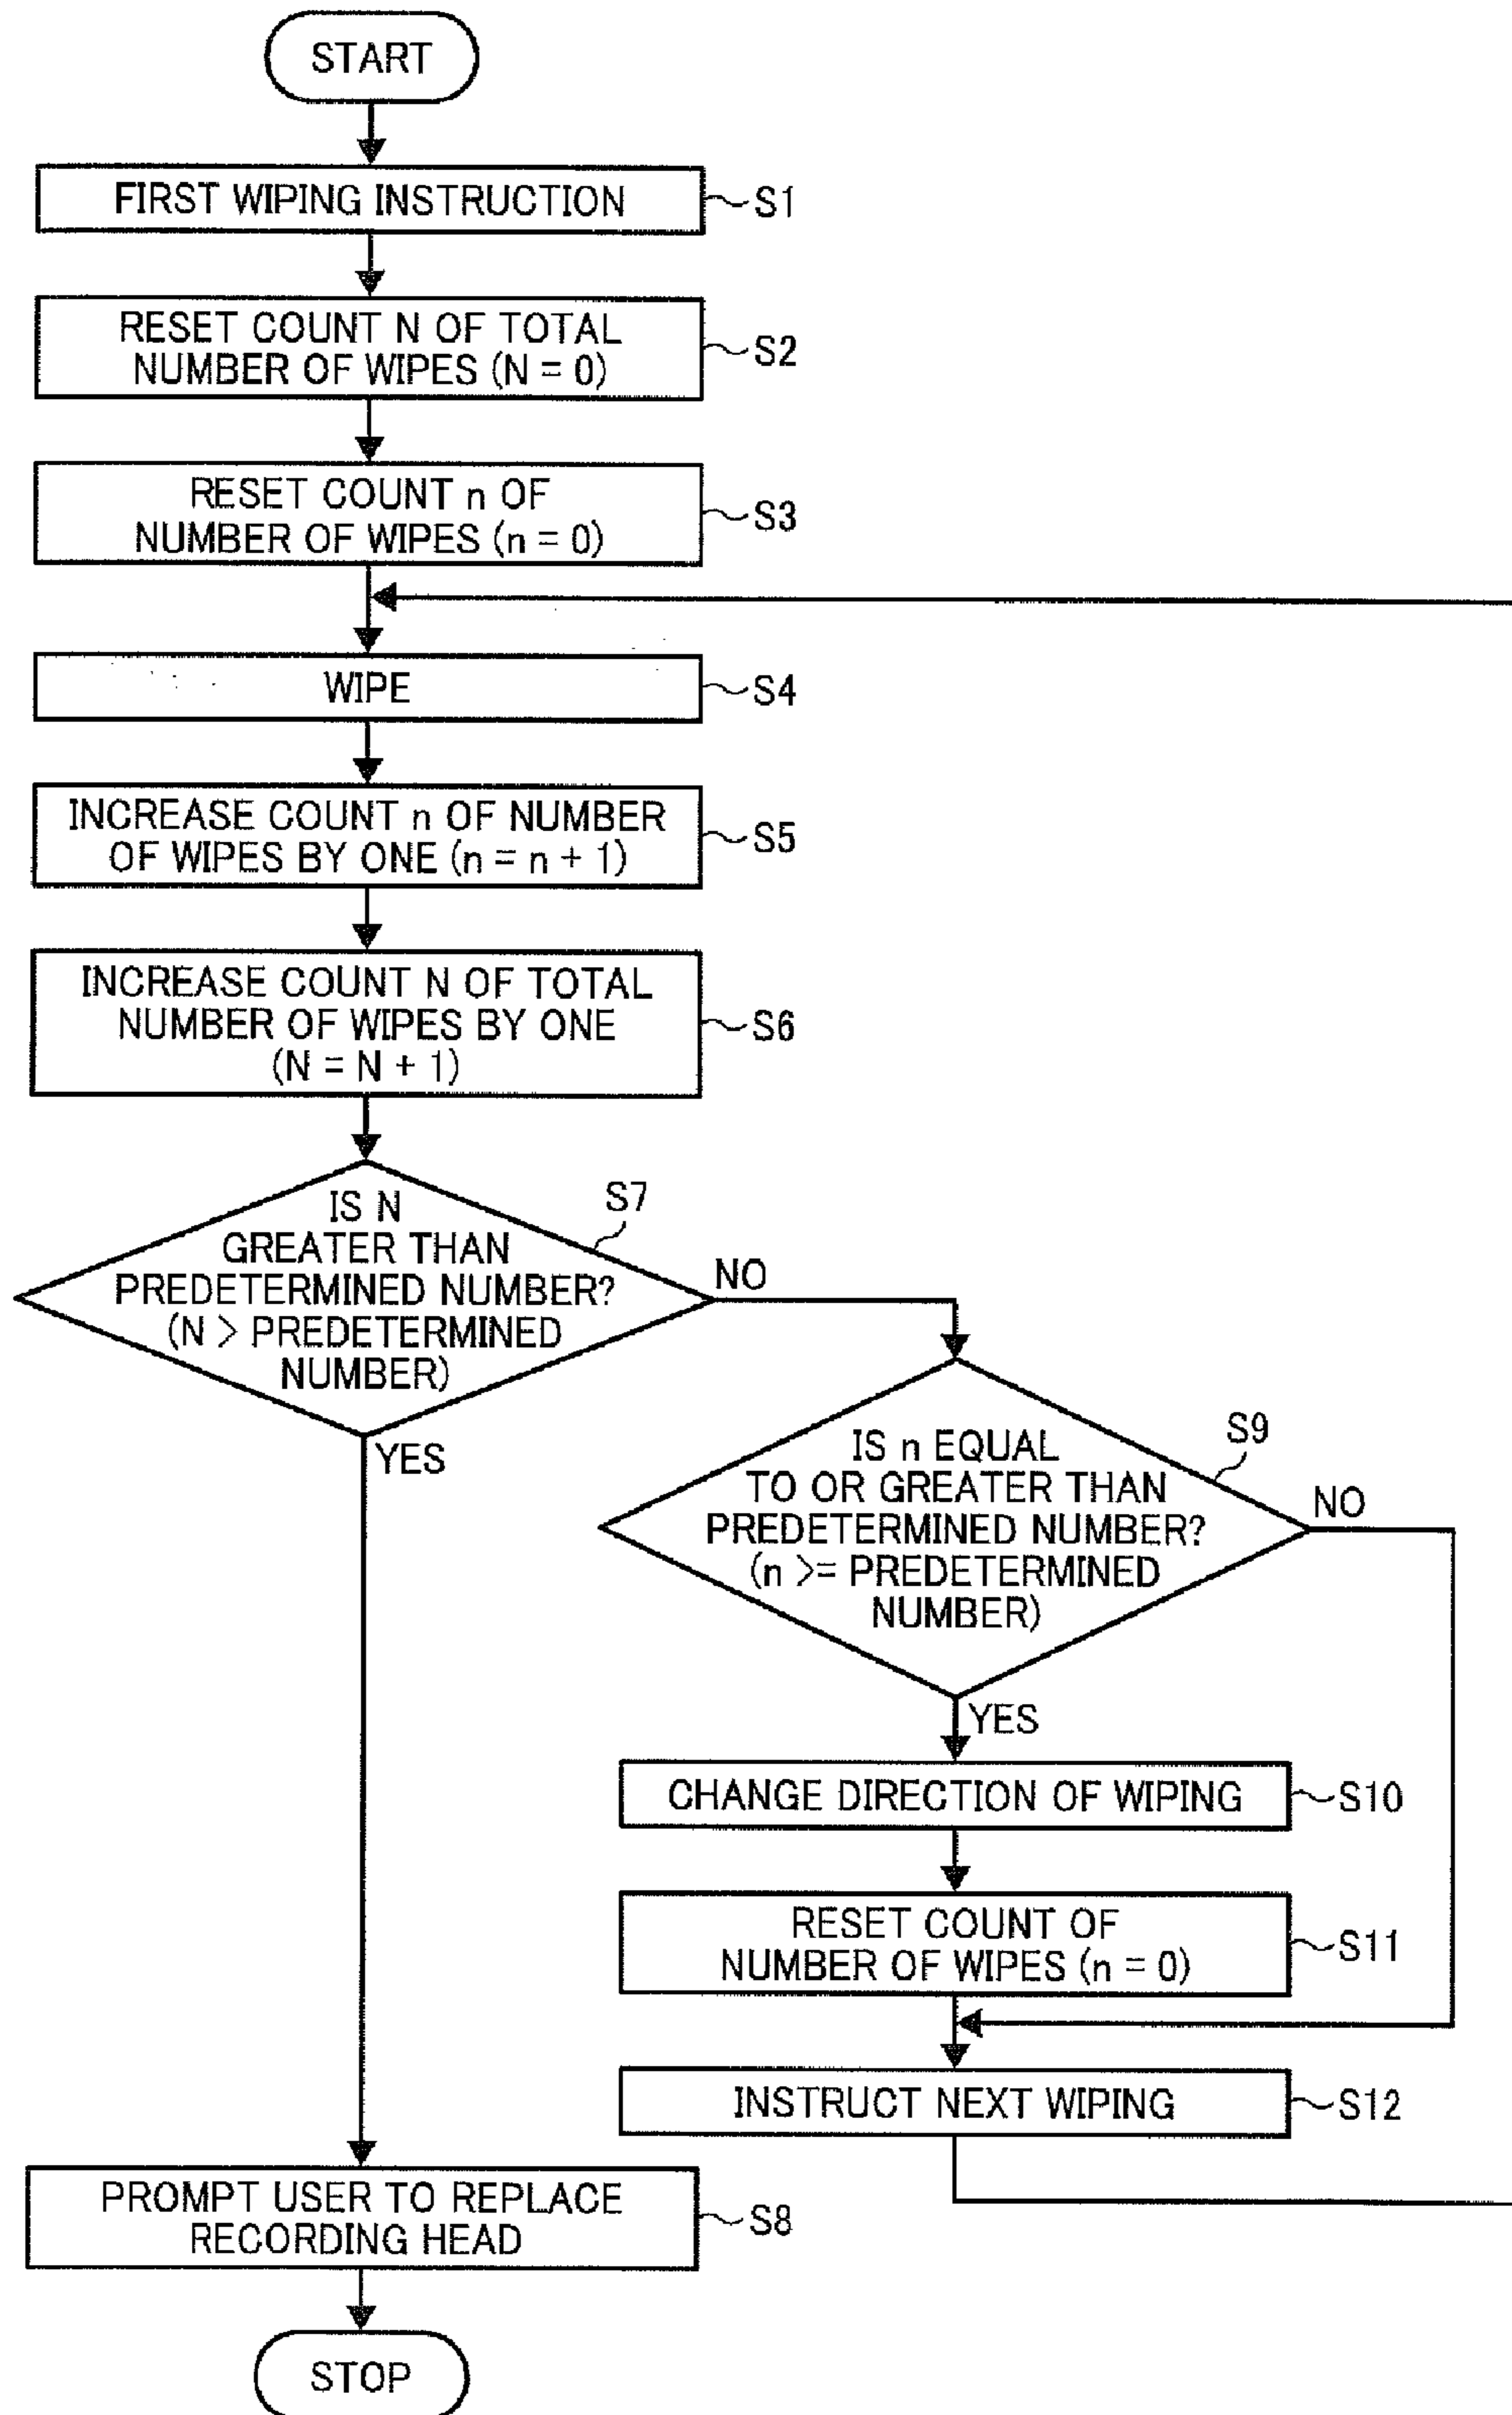 START
FIRST WIPING INSTRUCTION
S1
RESET COUNT N OF TOTAL
NUMBER OF WIPES (N = 0)
S2
RESET COUNT n OF
NUMBER OF WIPES (n = 0)
S3
WIPE
S4
INCREASE COUNT n OF NUMBER
OF WIPES BY ONE (n = n + 1)
S5
INCREASE COUNT N OF TOTAL
NUMBER OF WIPES BY ONE
(N = N + 1)
S6
IS N
GREATER THAN
PREDETERMINED NUMBER?
(N > PREDETERMINED
NUMBER)
S7
NO
YES
IS n EQUAL
TO OR GREATER THAN
PREDETERMINED NUMBER?
(n >= PREDETERMINED
NUMBER)
S9
NO
YES
CHANGE DIRECTION OF WIPING
S10
RESET COUNT OF
NUMBER OF WIPES (n = 0)
S11
INSTRUCT NEXT WIPING
S12
PROMPT USER TO REPLACE
RECORDING HEAD
S8
STOP